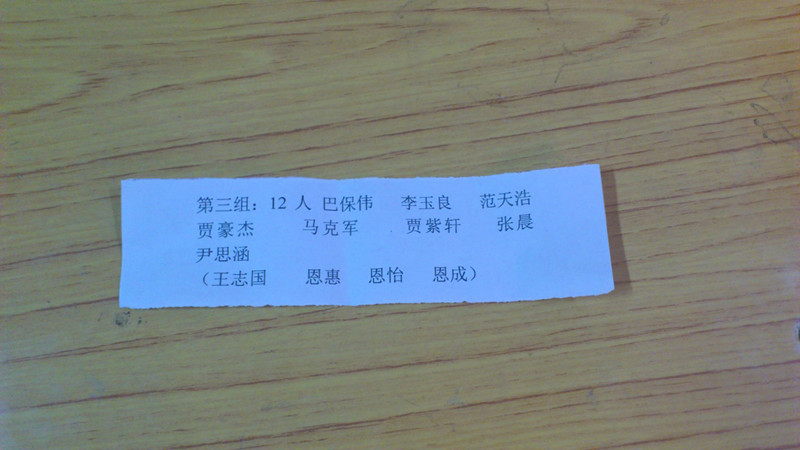 第三组：12 人 巴保伟 李玉良 范天浩
贾豪杰 马克军 贾紫轩 张晨
尹思涵
（王志国 恩惠 恩怡 恩成）